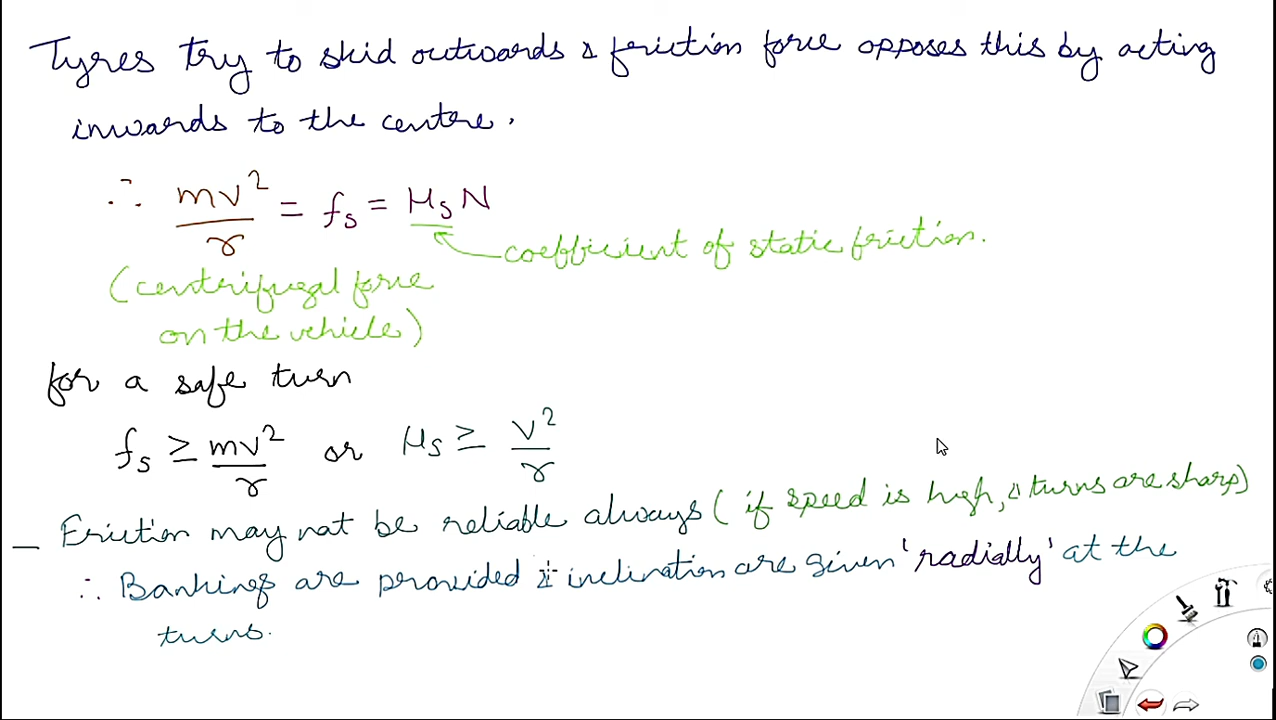 Tyres try to skid outwards & friction force opposes this by acting
inwards to the centre.
∴ mv²/r = fs = μsN
coefficient of static friction.
(centrifugal force
on the vehicle)
for a safe turn
fs ≥ mv²/r or μs ≥ v²/r
– Friction may not be reliable always (if speed is high, & turns are sharp)
∴ Bankings are provided & inclination are given 'radially' at the
turns.